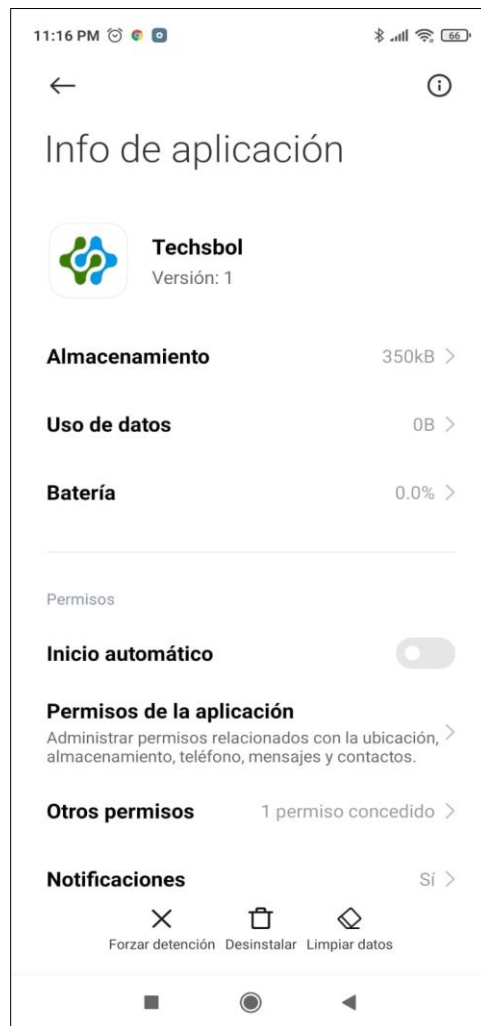 11:16 PM 66
Info de aplicación
Techsbol
Versión: 1
Almacenamiento 350kB
Uso de datos 0B
Batería 0.0%
Permisos
Inicio automático
Permisos de la aplicación
Administrar permisos relacionados con la ubicación,
almacenamiento, teléfono, mensajes y contactos.
Otros permisos 1 permiso concedido
Notificaciones Sí
Forzar detención Desinstalar Limpiar datos